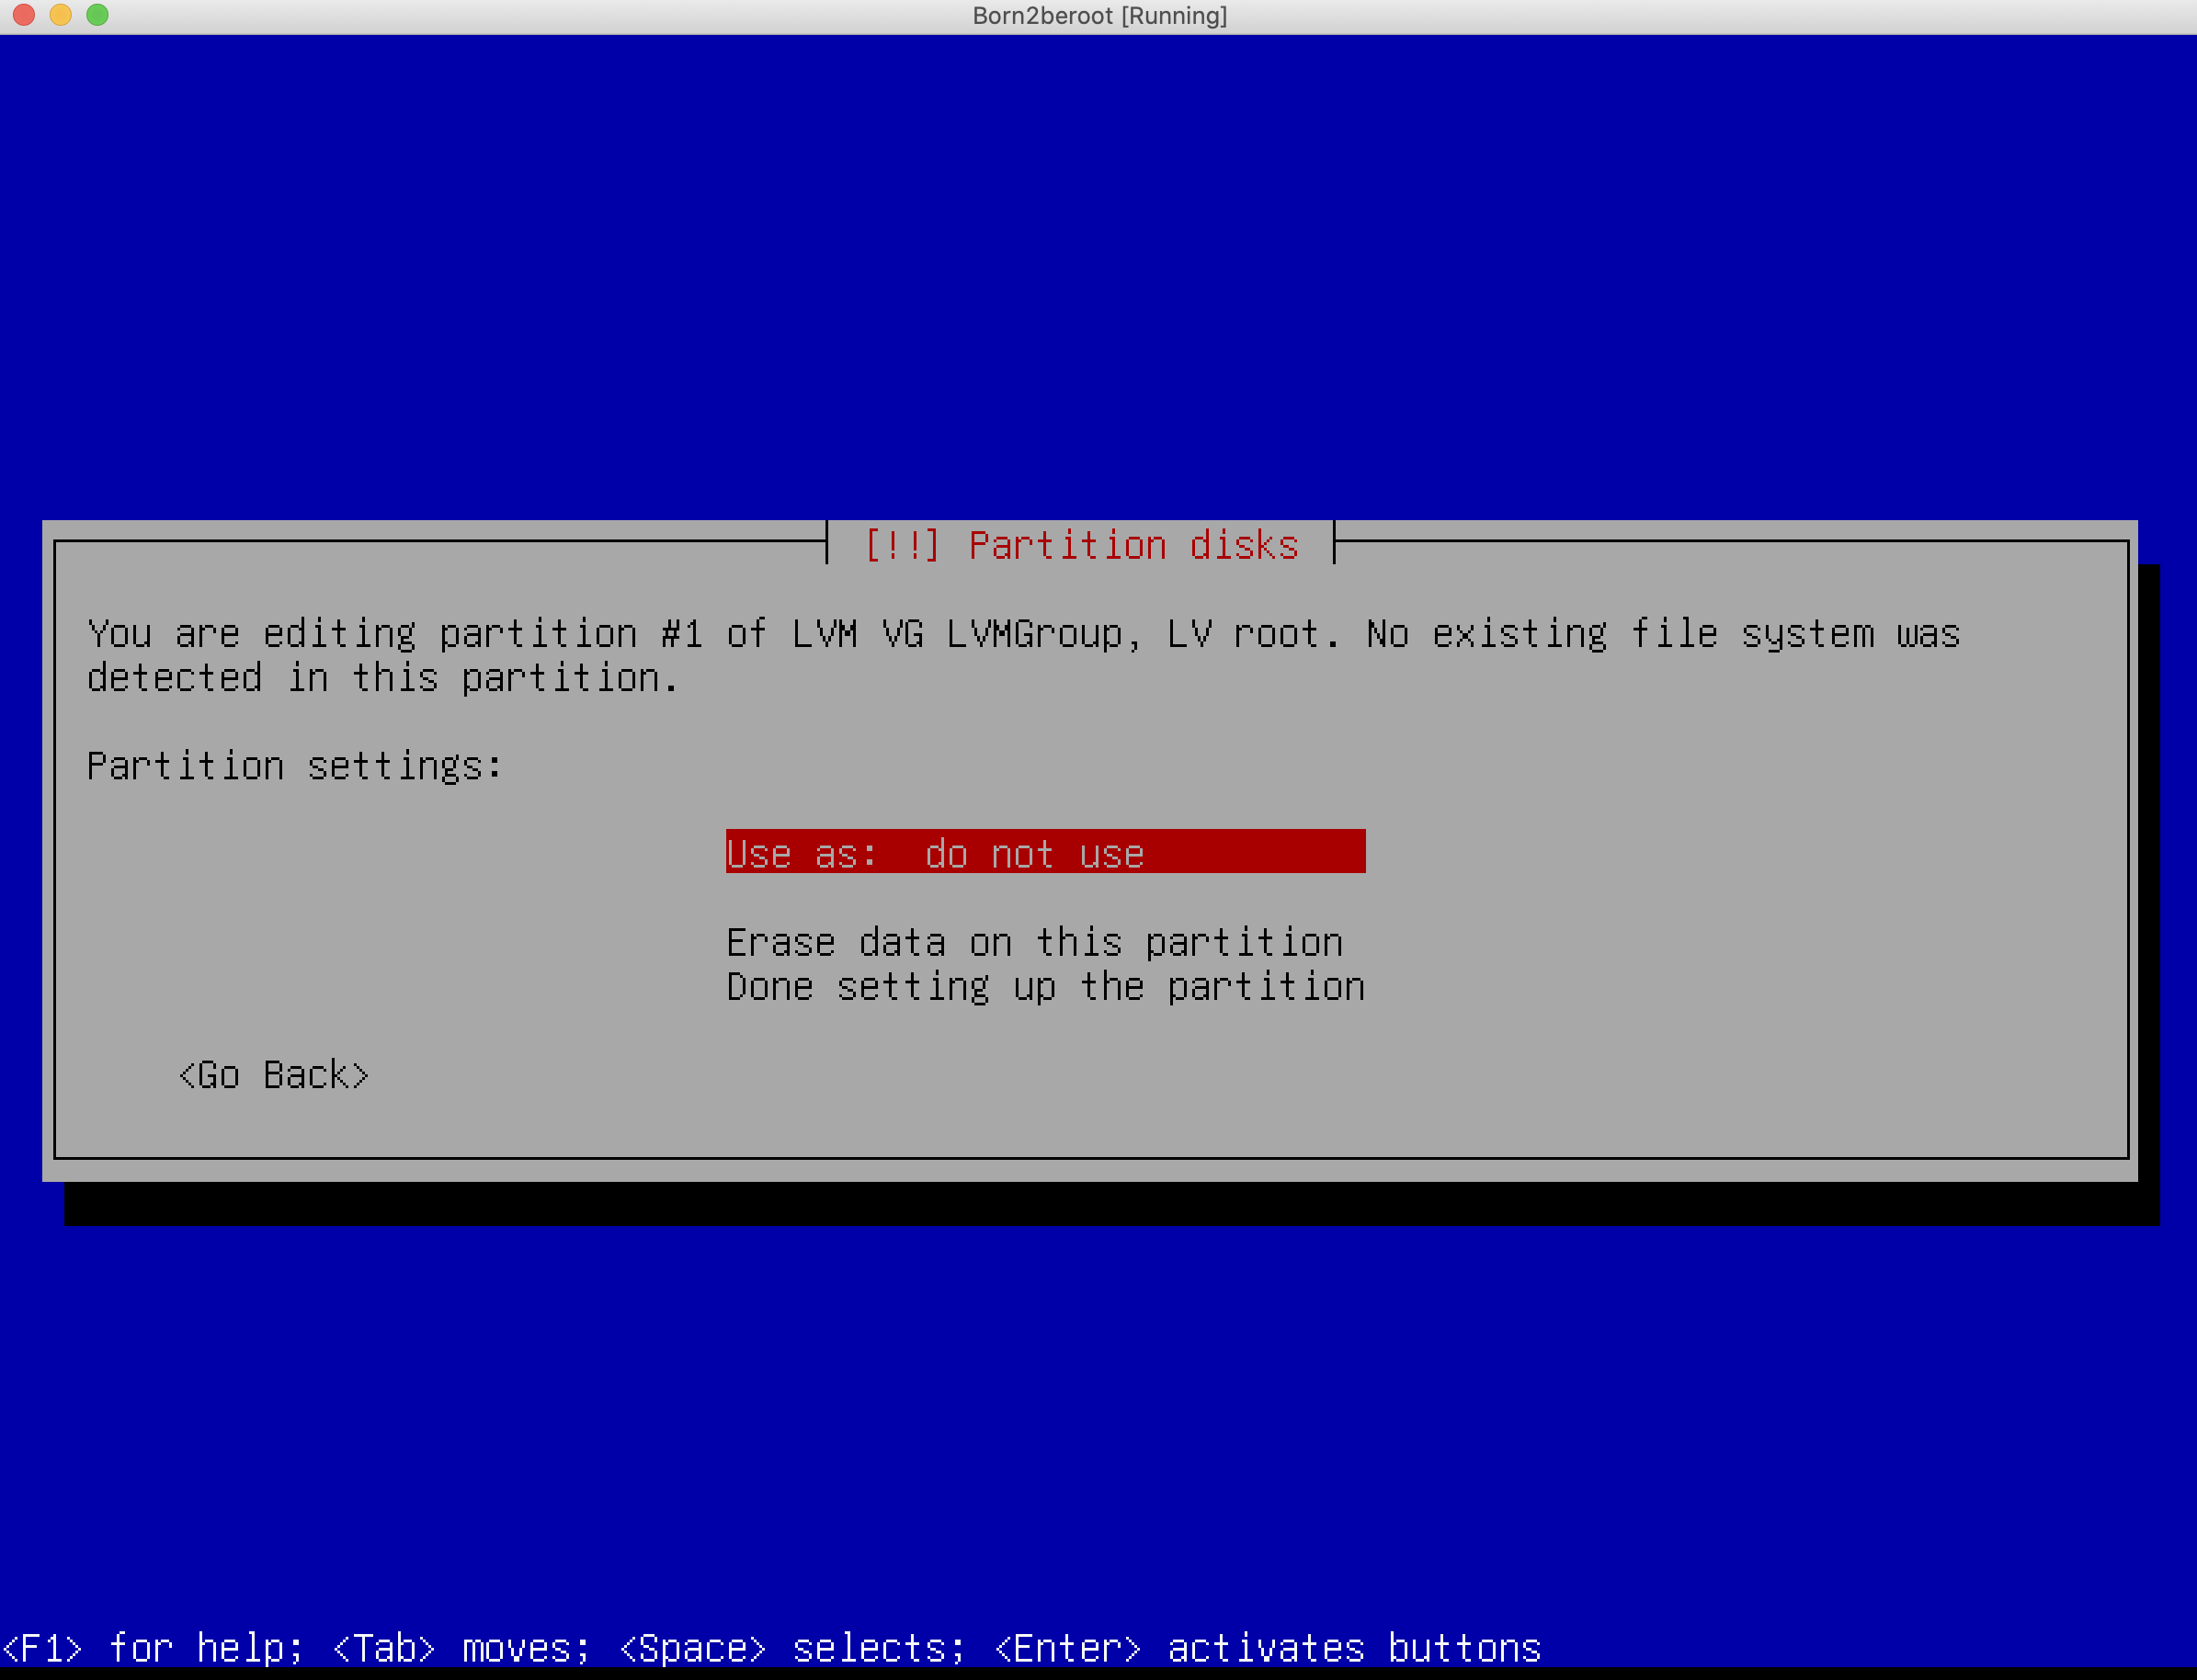 Born2beroot [Running]
[!!] Partition disks
You are editing partition #1 of LVM VG LVMGroup, LV root. No existing file system was
detected in this partition.
Partition settings:
Use as:  do not use
Erase data on this partition
Done setting up the partition
<Go Back>
<F1> for help; <Tab> moves; <Space> selects; <Enter> activates buttons